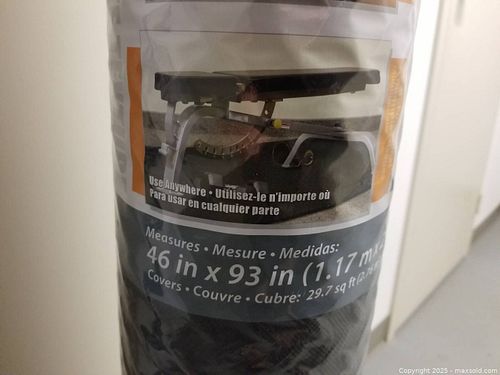 Use Anywhere • Utilisez-le n'importe où
Para usar en cualquier parte
Measures • Mesure • Medidas:
46 in x 93 in (1.17 m x
Covers • Couvre • Cubre: 29.7 sq ft
Copyright 2025 - maxsold.com